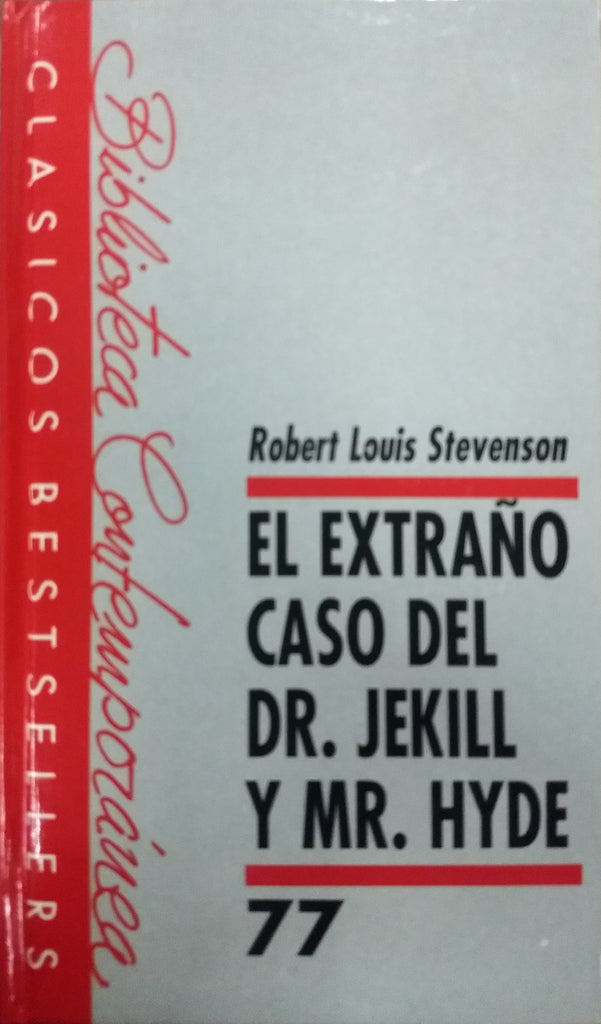 CLASICOS BESTSELLERS
Biblioteca Contemporánea
Robert Louis Stevenson
EL EXTRAÑO
CASO DEL
DR. JEKILL
Y MR. HYDE
77